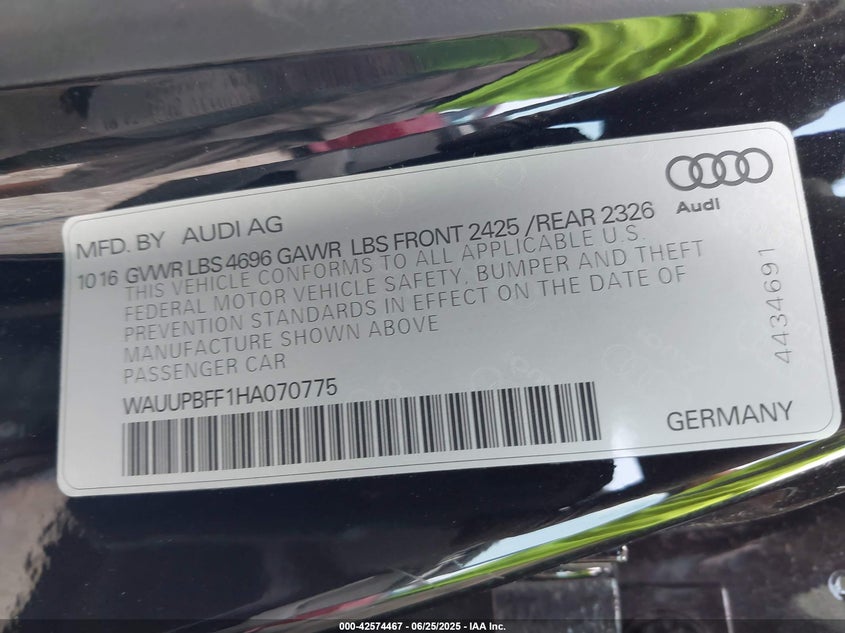 Audi
MFD. BY AUDI AG
10 16 GVWR LBS 4696 GAWR LBS FRONT 2425 /REAR 2326
THIS VEHICLE CONFORMS TO ALL APPLICABLE U.S.
FEDERAL MOTOR VEHICLE SAFETY, BUMPER AND THEFT
PREVENTION STANDARDS IN EFFECT ON THE DATE OF
MANUFACTURE SHOWN ABOVE
PASSENGER CAR
4434691
WAUUPBFF1HA070775
GERMANY
000-42574467 - 06/25/2025 - IAA Inc.